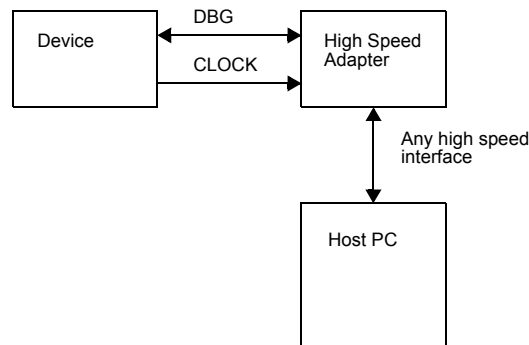 DBG
Device
High Speed
Adapter
CLOCK
Any high speed
interface
Host PC